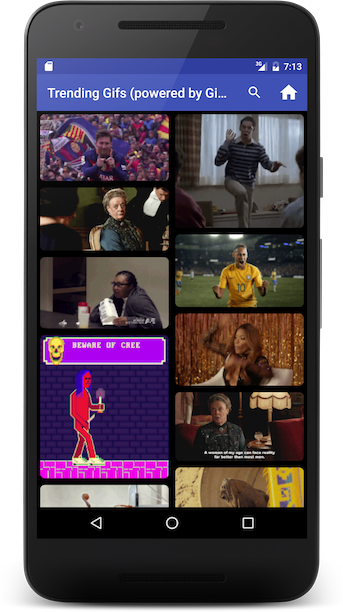 3G 7:13
Trending Gifs (powered by Gi...
BEWARE OF CREE
10
A woman of my age can face reality
far better than most men.